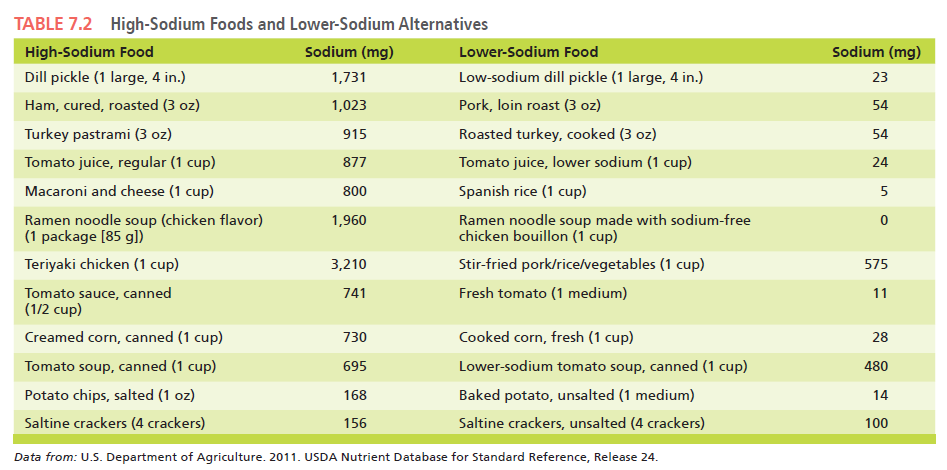 TABLE 7.2 High-Sodium Foods and Lower-Sodium Alternatives
High-Sodium Food Sodium (mg) Lower-Sodium Food Sodium (mg)
Dill pickle (1 large, 4 in.) 1,731 Low-sodium dill pickle (1 large, 4 in.) 23
Ham, cured, roasted (3 oz) 1,023 Pork, loin roast (3 oz) 54
Turkey pastrami (3 oz) 915 Roasted turkey, cooked (3 oz) 54
Tomato juice, regular (1 cup) 877 Tomato juice, lower sodium (1 cup) 24
Macaroni and cheese (1 cup) 800 Spanish rice (1 cup) 5
Ramen noodle soup (chicken flavor) 1,960 Ramen noodle soup made with sodium-free 0
(1 package [85 g]) chicken bouillon (1 cup)
Teriyaki chicken (1 cup) 3,210 Stir-fried pork/rice/vegetables (1 cup) 575
Tomato sauce, canned 741 Fresh tomato (1 medium) 11
(1/2 cup)
Creamed corn, canned (1 cup) 730 Cooked corn, fresh (1 cup) 28
Tomato soup, canned (1 cup) 695 Lower-sodium tomato soup, canned (1 cup) 480
Potato chips, salted (1 oz) 168 Baked potato, unsalted (1 medium) 14
Saltine crackers (4 crackers) 156 Saltine crackers, unsalted (4 crackers) 100
Data from: U.S. Department of Agriculture. 2011. USDA Nutrient Database for Standard Reference, Release 24.